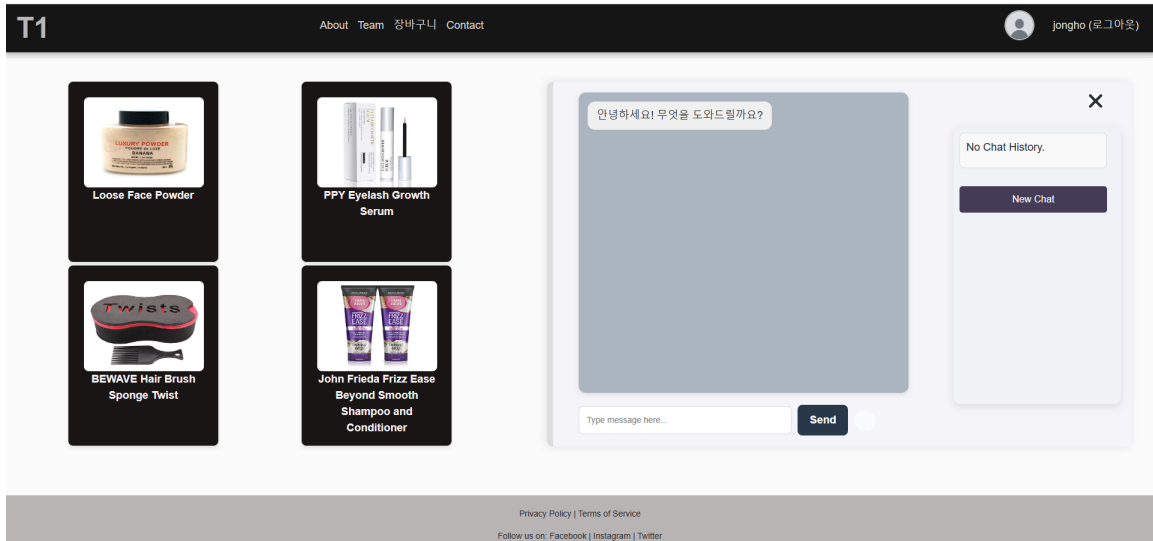 T1
About Team 장바구니 Contact
jongho (로그아웃)
LUXURY POWDER
POUDRE DE LUXE
BANANA
Loose Face Powder
PPY Eyelash Growth
Serum
Twists
BEWAVE Hair Brush
Sponge Twist
FRIZZ
EASE
FRIZZ
EASE
John Frieda Frizz Ease
Beyond Smooth
Shampoo and
Conditioner
안녕하세요! 무엇을 도와드릴까요?
Type message here...
Send
No Chat History.
New Chat
Privacy Policy | Terms of Service
Follow us on: Facebook | Instagram | Twitter